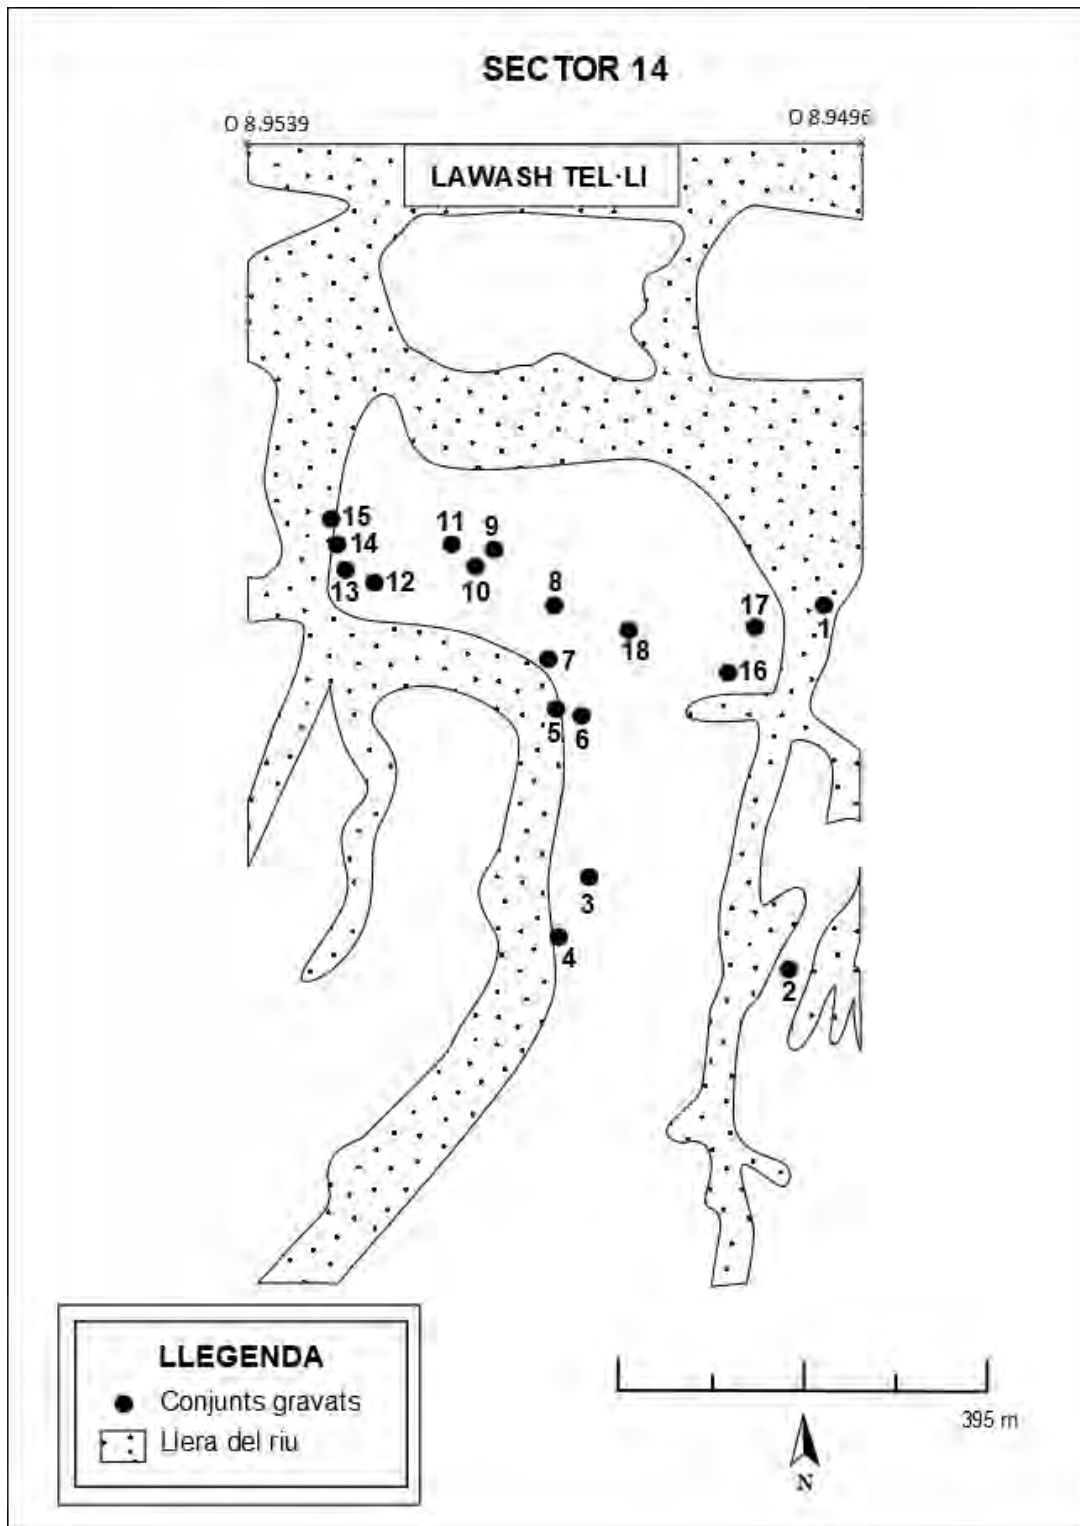 SECTOR 14
O 8.9539
O 8.9496
LAWASH TEL·LI
15
11
9
14
10
13
12
8
17
1
18
7
16
5
6
3
4
2
LLEGENDA
Conjunts gravats
Llera del riu
395 m
N